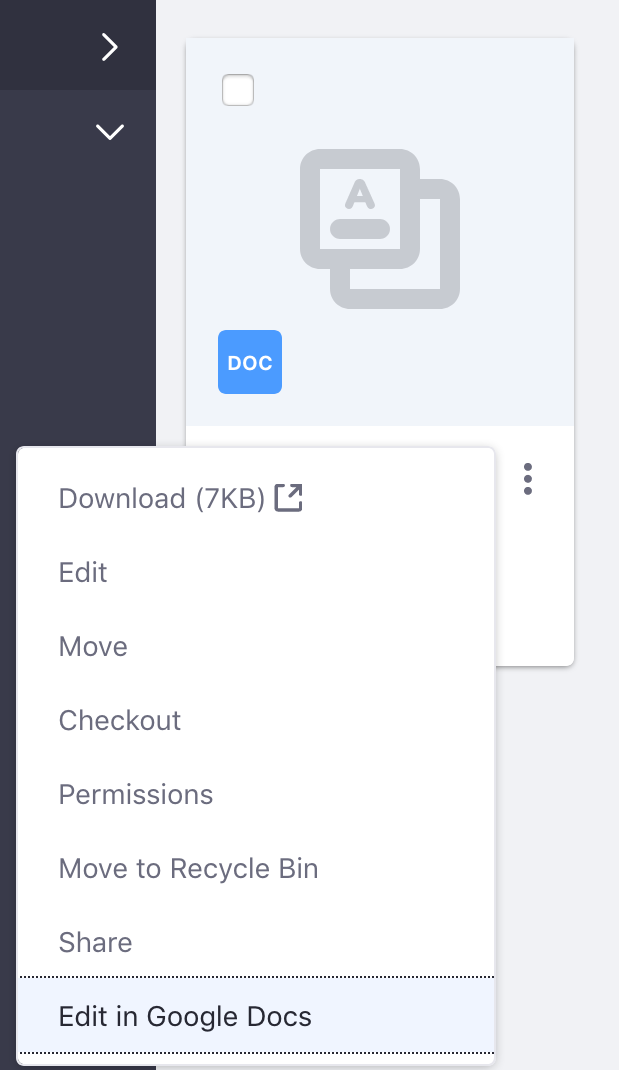 A
DOC
Download (7KB)
Edit
Move
Checkout
Permissions
Move to Recycle Bin
Share
Edit in Google Docs